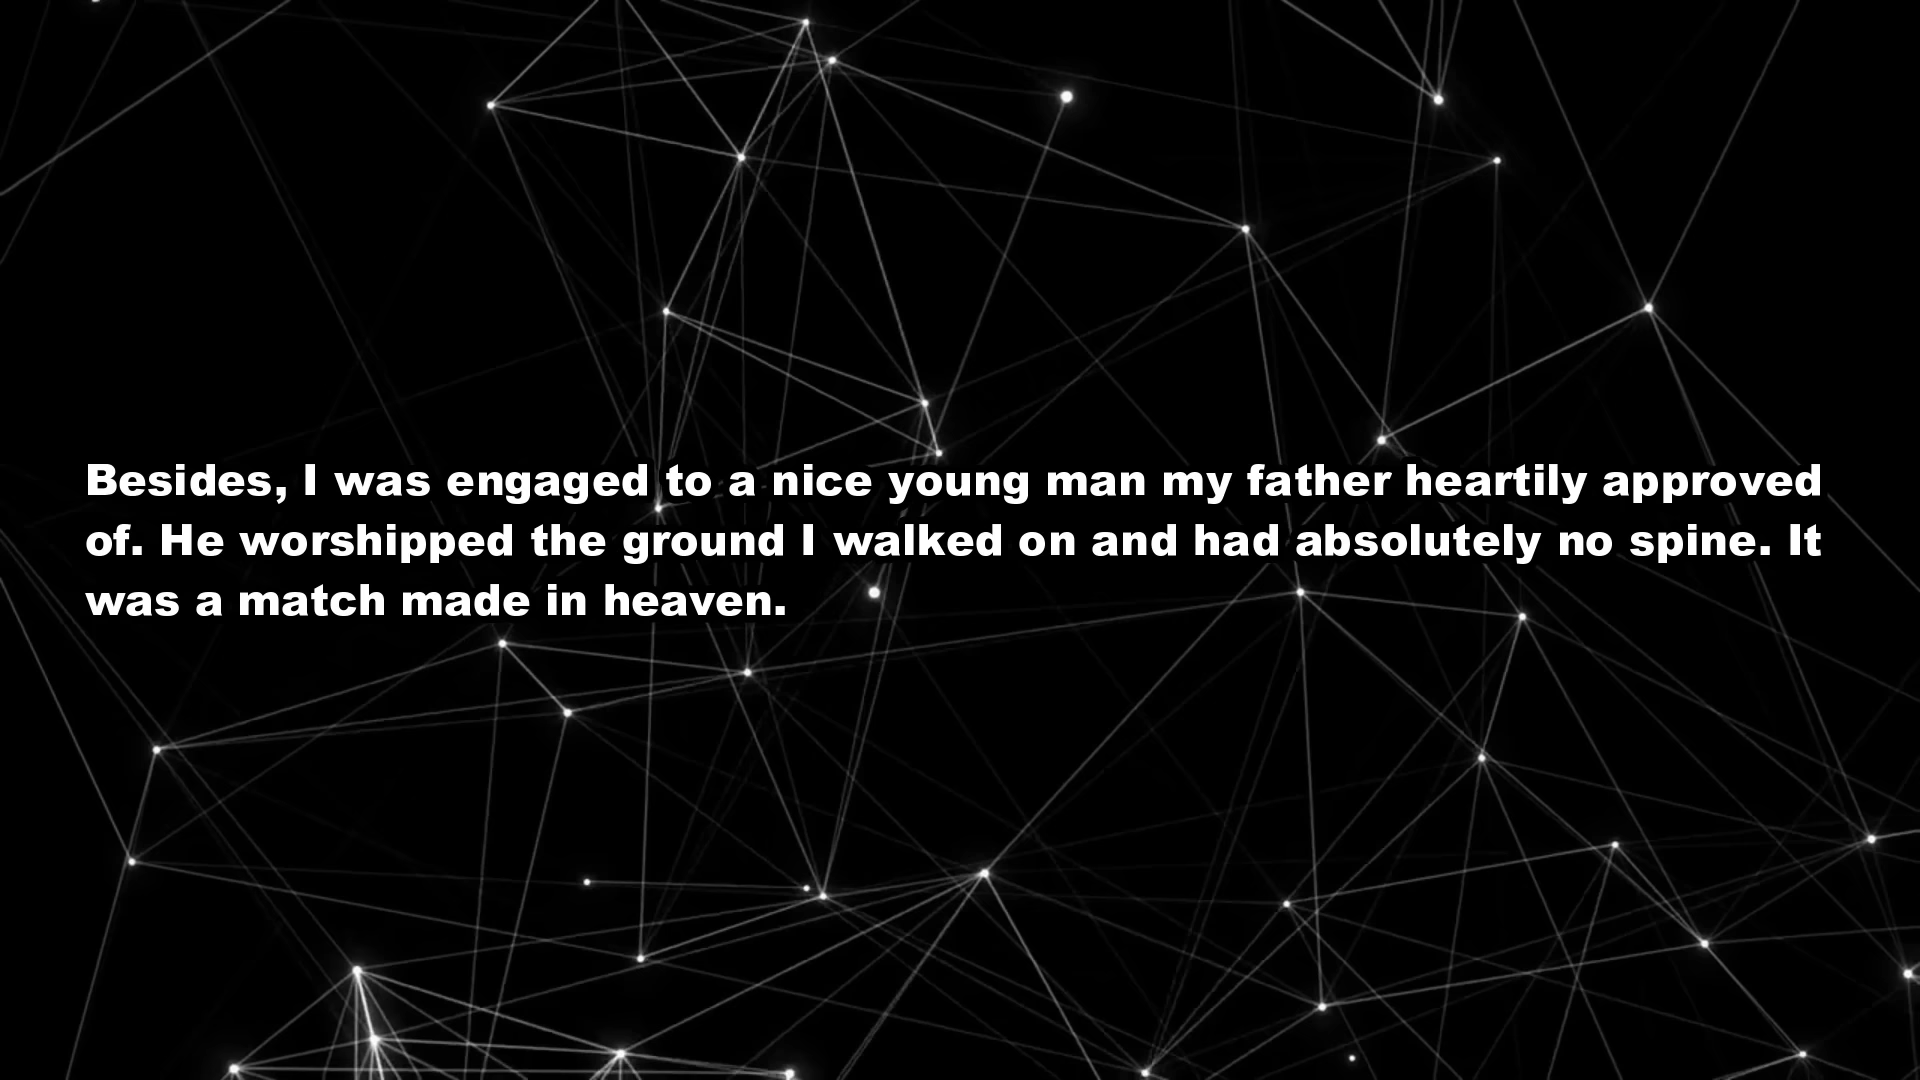 Besides, I was engaged to a nice young man my father heartily approved
of. He worshipped the ground I walked on and had absolutely no spine. It
was a match made in heaven.